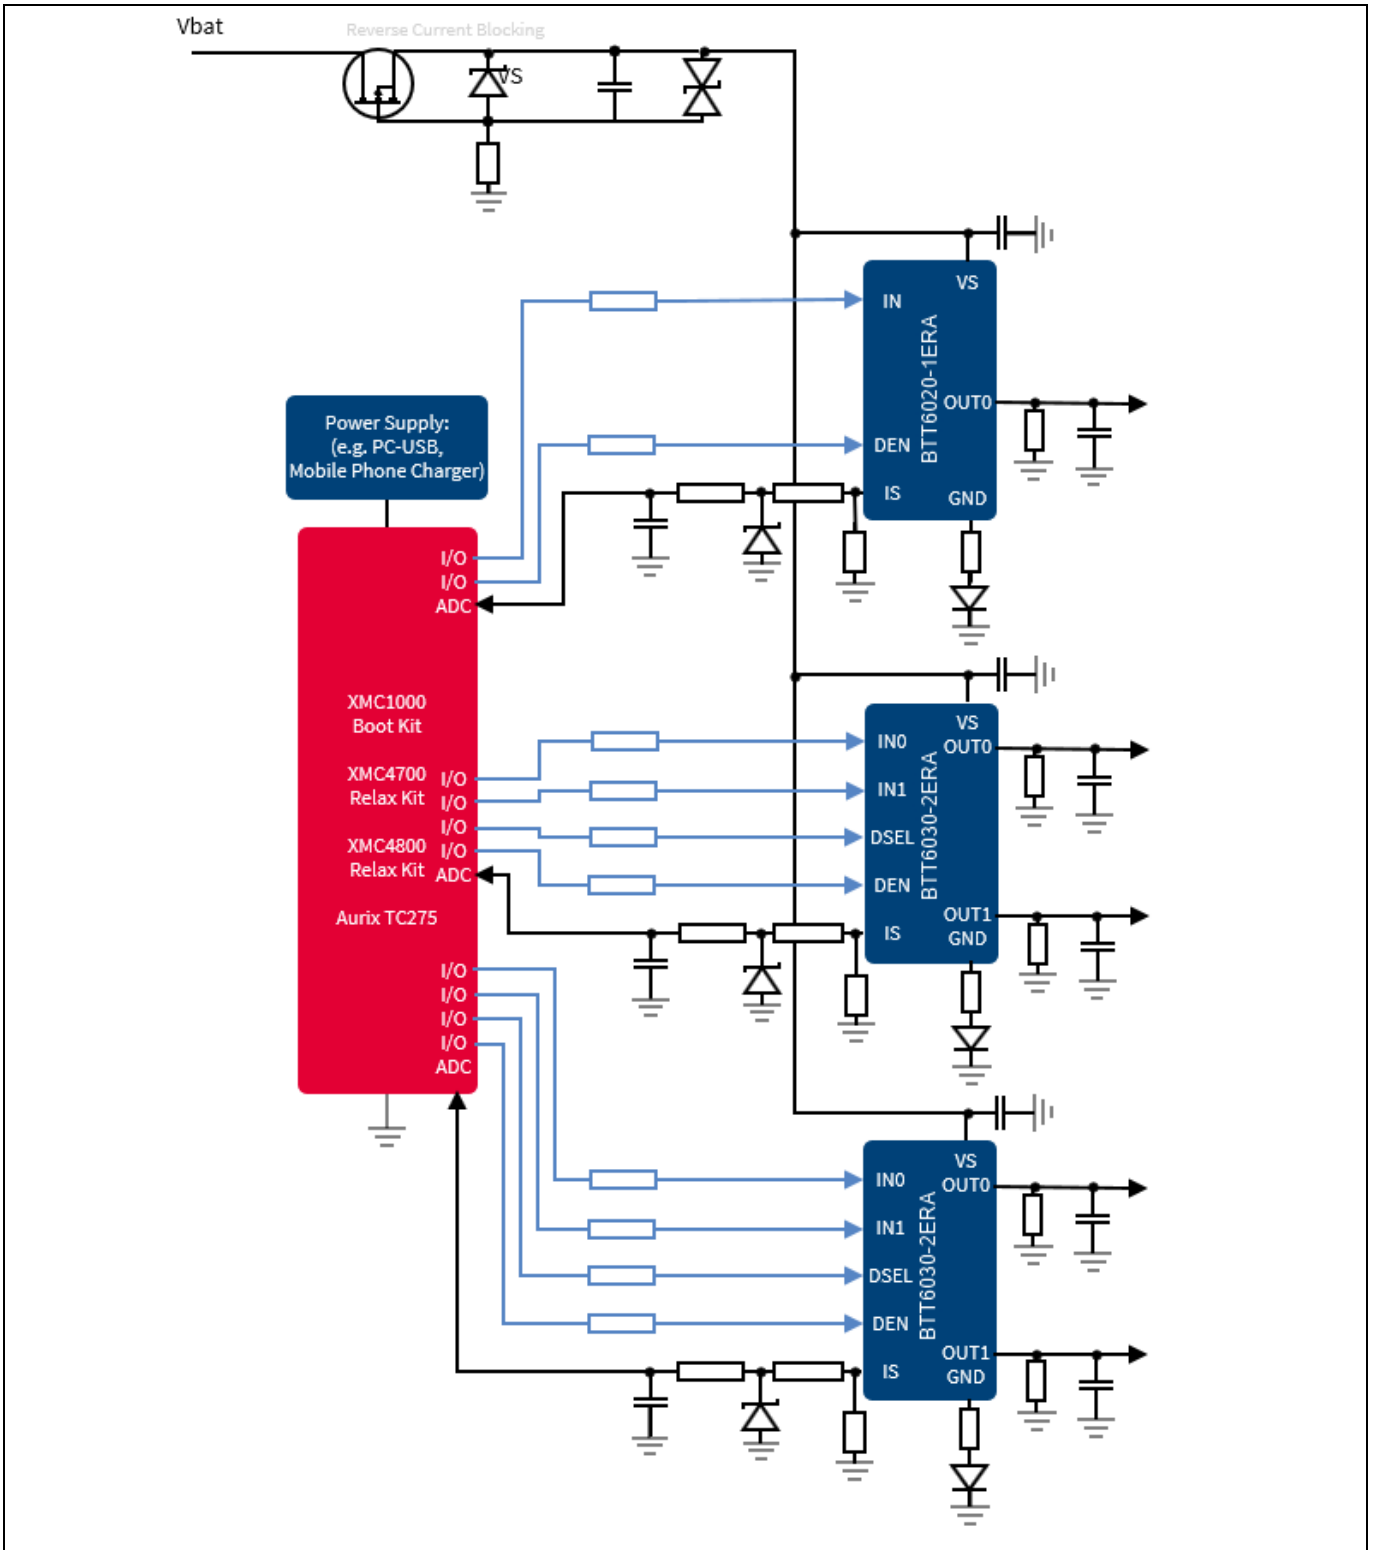 Vbat
Reverse Current Blocking
VS
VS
IN
BTT6020-1ERA
OUT0
DEN
IS
GND
Power Supply:
(e.g. PC-USB,
Mobile Phone Charger)
I/O
I/O
ADC
XMC1000
Boot Kit
XMC4700
Relax Kit
XMC4800
Relax Kit
Aurix TC275
I/O
I/O
I/O
I/O
ADC
VS
OUT0
IN0
IN1
BTT6030-2ERA
DSEL
DEN
OUT1
IS
GND
I/O
I/O
I/O
I/O
ADC
VS
OUT0
IN0
IN1
BTT6030-2ERA
DSEL
DEN
OUT1
IS
GND